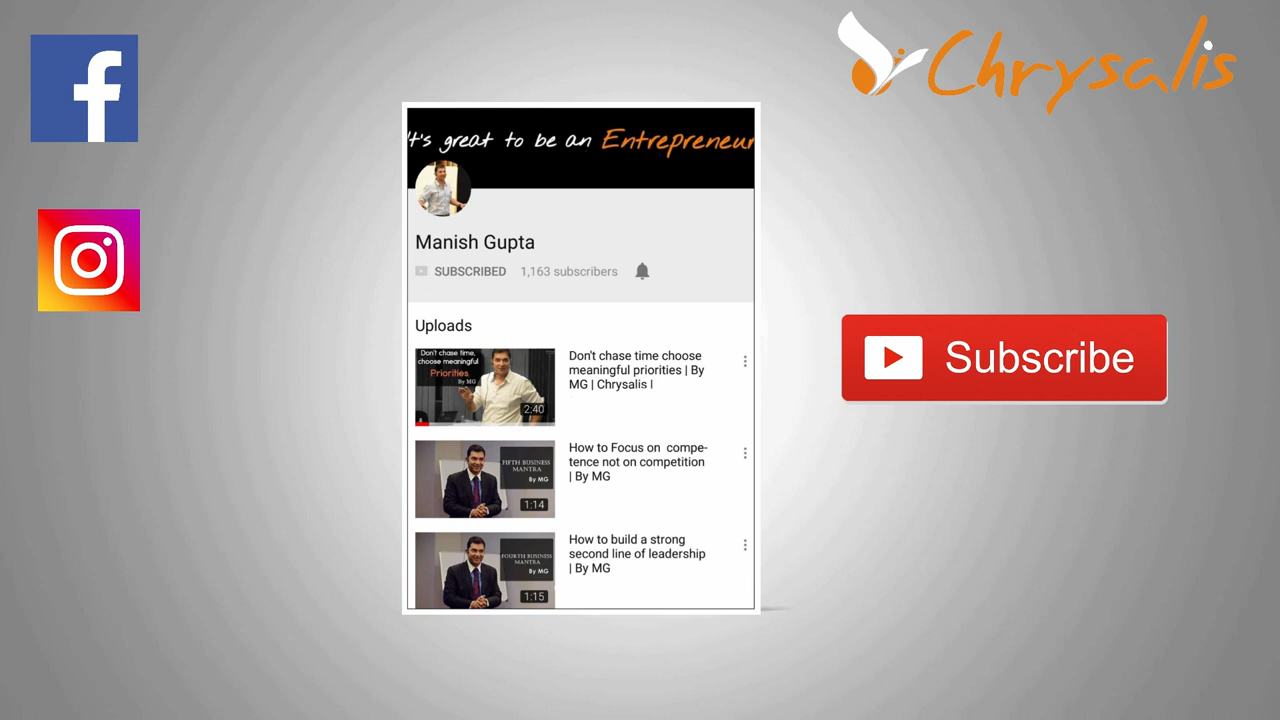 Chrysalis
It's great to be an Entrepreneur
Manish Gupta
SUBSCRIBED 1,163 subscribers
Uploads
Don't chase time,
choose meaningful
Priorities
By MG
2:40
Don't chase time choose
meaningful priorities | By
MG | Chrysalis |
FIFTH BUSINESS
MANTRA
By MG
1:14
How to Focus on compe-
tence not on competition
| By MG
FOURTH BUSINESS
MANTRA
By MG
1:15
How to build a strong
second line of leadership
| By MG
Subscribe